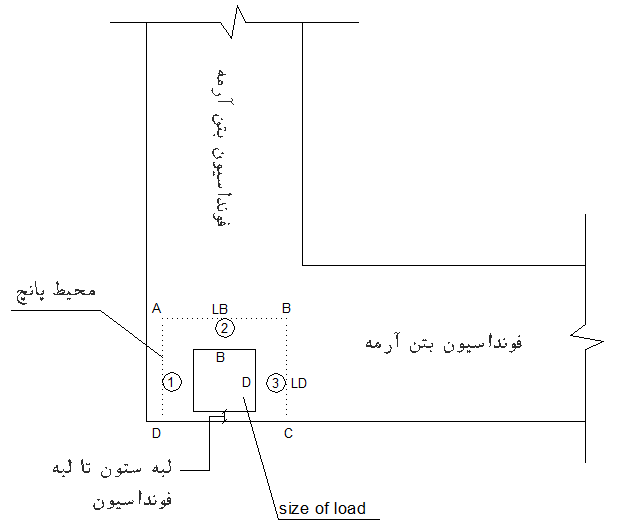 فونداسیون بتن آرمه
محیط پانچ
A
LB
B
2
فونداسیون بتن آرمه
B
1
D
3
LD
D
C
لبه ستون تا لبه
فونداسیون
size of load